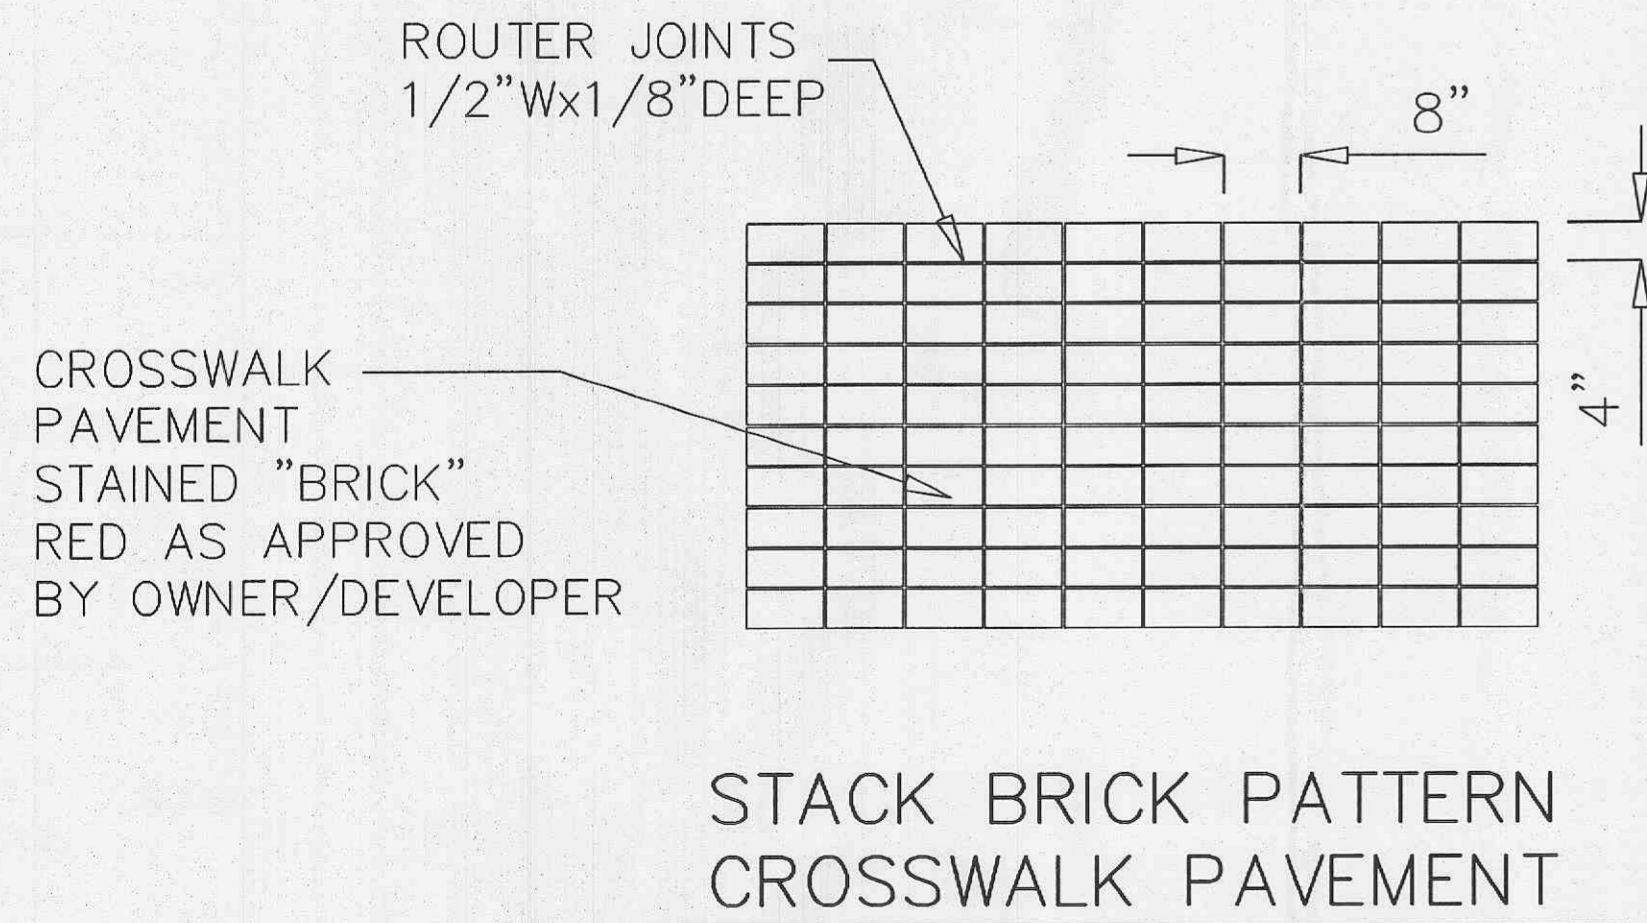 ROUTER JOINTS
1/2”Wx1/8”DEEP
8”
4”
CROSSWALK
PAVEMENT
STAINED ”BRICK”
RED AS APPROVED
BY OWNER/DEVELOPER
STACK BRICK PATTERN
CROSSWALK PAVEMENT